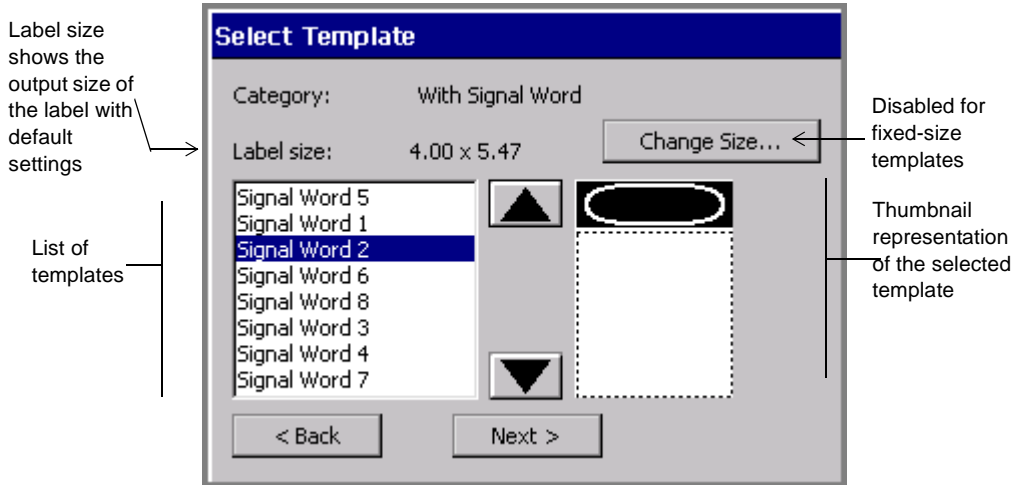 Label size
shows the
output size of
the label with
default
settings
List of
templates
Select Template
Category: With Signal Word
Label size: 4.00 x 5.47 Change Size...
Signal Word 5
Signal Word 1
Signal Word 2
Signal Word 6
Signal Word 8
Signal Word 3
Signal Word 4
Signal Word 7
< Back Next >
Disabled for
fixed-size
templates
Thumbnail
representation
of the selected
template